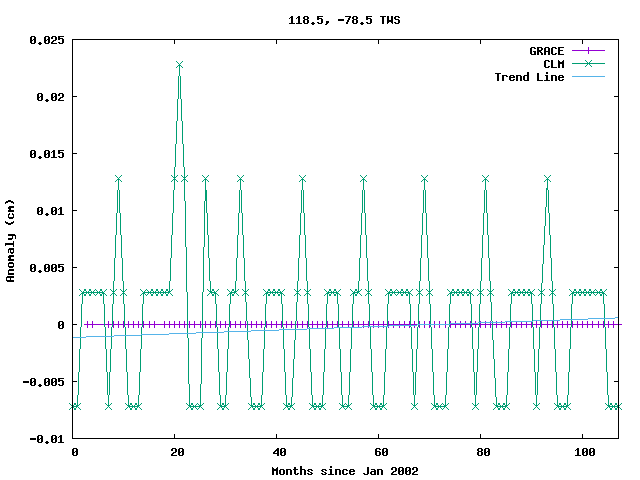 118.5, -78.5 TWS
GRACE
CLM
Trend Line
0.025
0.02
0.015
0.01
0.005
0
-0.005
-0.01
Anomaly (cm)
0 20 40 60 80 100
Months since Jan 2002